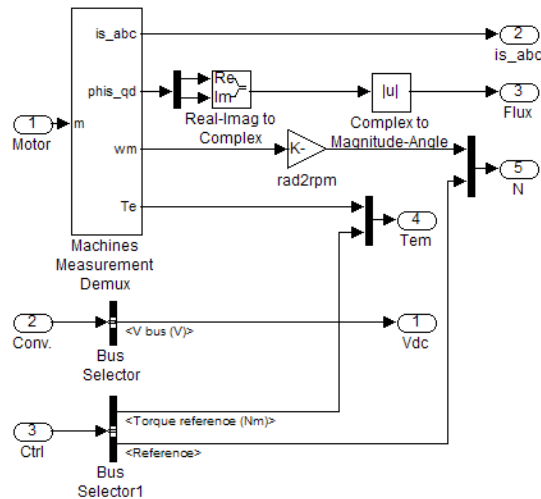 is_abc
2
is_abc
phis_qd
Re
Im
|u|
3
Flux
1
m
Motor
Real-Imag to
Complex
Complex to
Magnitude-Angle
wm
K-
rad2rpm
5
N
Te
4
Tem
Machines
Measurement
Demux
2
Conv.
<V bus (V)>
1
Vdc
Bus
Selector
3
Ctrl
<Torque reference (Nm)>
<Reference>
Bus
Selector1